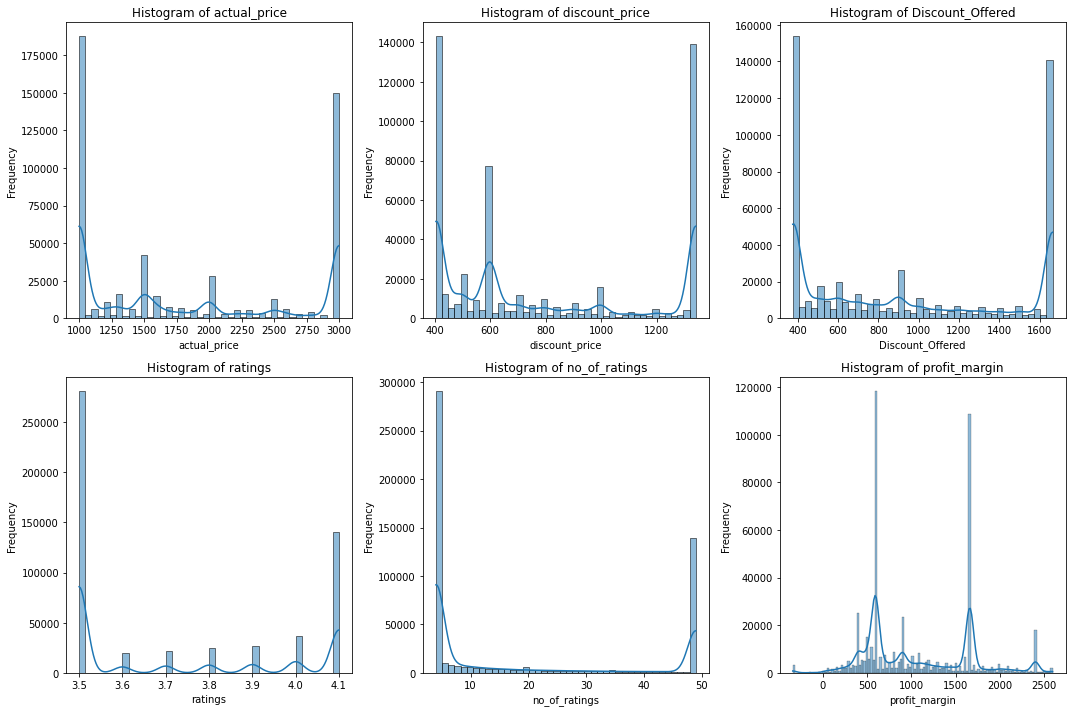 Histogram of actual_price
Frequency
175000
150000
125000
100000
75000
50000
25000
0
1000 1250 1500 1750 2000 2250 2500 2750 3000
actual_price
Histogram of discount_price
Frequency
140000
120000
100000
80000
60000
40000
20000
0
400 600 800 1000 1200
discount_price
Histogram of Discount_Offered
Frequency
160000
140000
120000
100000
80000
60000
40000
20000
0
400 600 800 1000 1200 1400 1600
Discount_Offered
Histogram of ratings
Frequency
250000
200000
150000
100000
50000
0
3.5 3.6 3.7 3.8 3.9 4.0 4.1
ratings
Histogram of no_of_ratings
Frequency
300000
250000
200000
150000
100000
50000
0
10 20 30 40 50
no_of_ratings
Histogram of profit_margin
Frequency
120000
100000
80000
60000
40000
20000
0
0 500 1000 1500 2000 2500
profit_margin